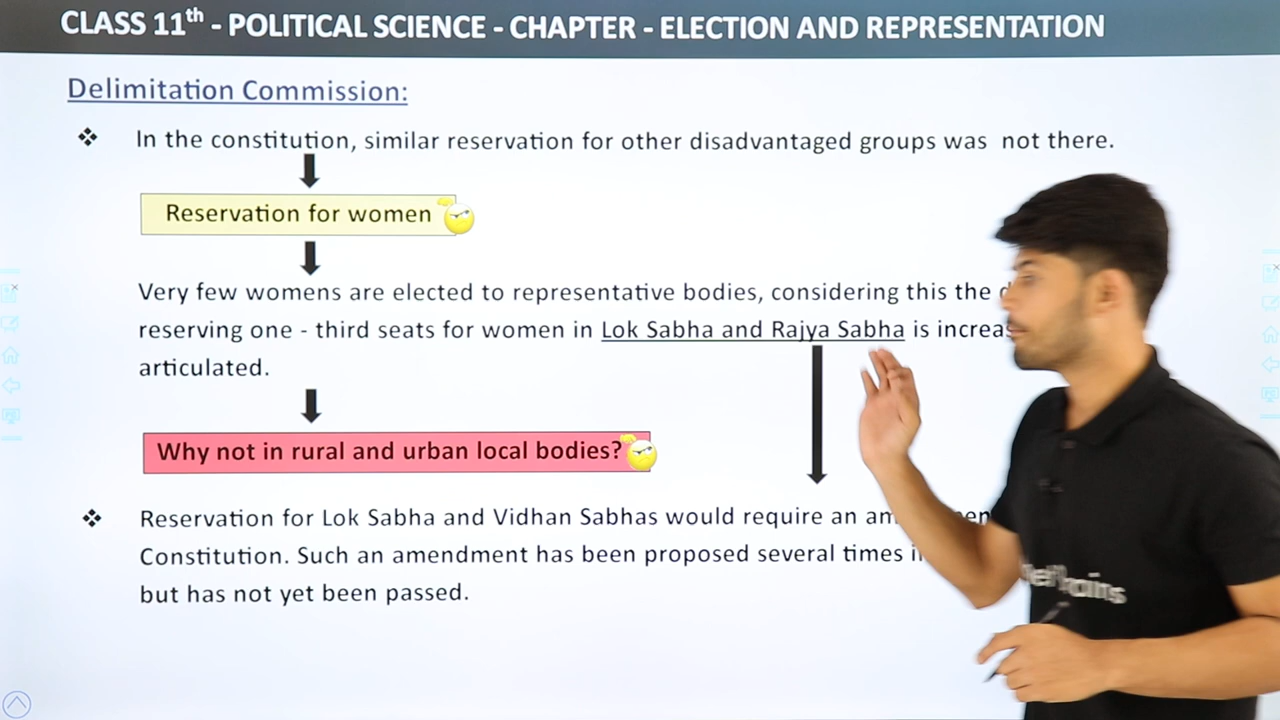 CLASS 11th - POLITICAL SCIENCE - CHAPTER - ELECTION AND REPRESENTATION
Delimitation Commission:
In the constitution, similar reservation for other disadvantaged groups was not there.
Reservation for women
Very few womens are elected to representative bodies, considering this the
reserving one - third seats for women in Lok Sabha and Rajya Sabha is
articulated.
Why not in rural and urban local bodies?
Reservation for Lok Sabha and Vidhan Sabhas would require an
Constitution. Such an amendment has been proposed several times
but has not yet been passed.